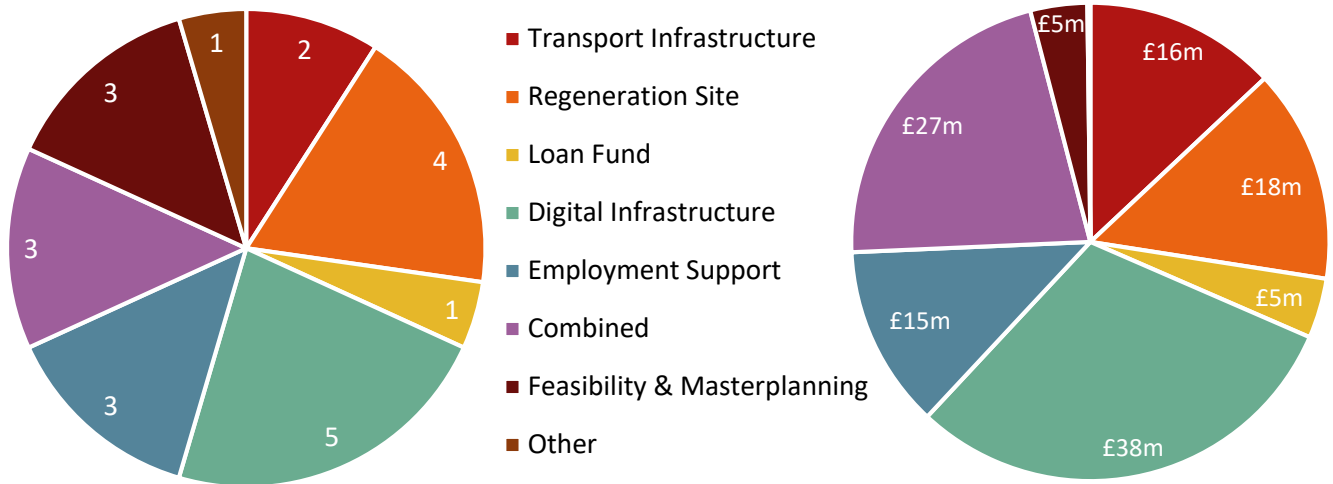 2
4
1
5
3
3
3
1
Transport Infrastructure
Regeneration Site
Loan Fund
Digital Infrastructure
Employment Support
Combined
Feasibility & Masterplanning
Other
£16m
£18m
£5m
£38m
£15m
£27m
£5m